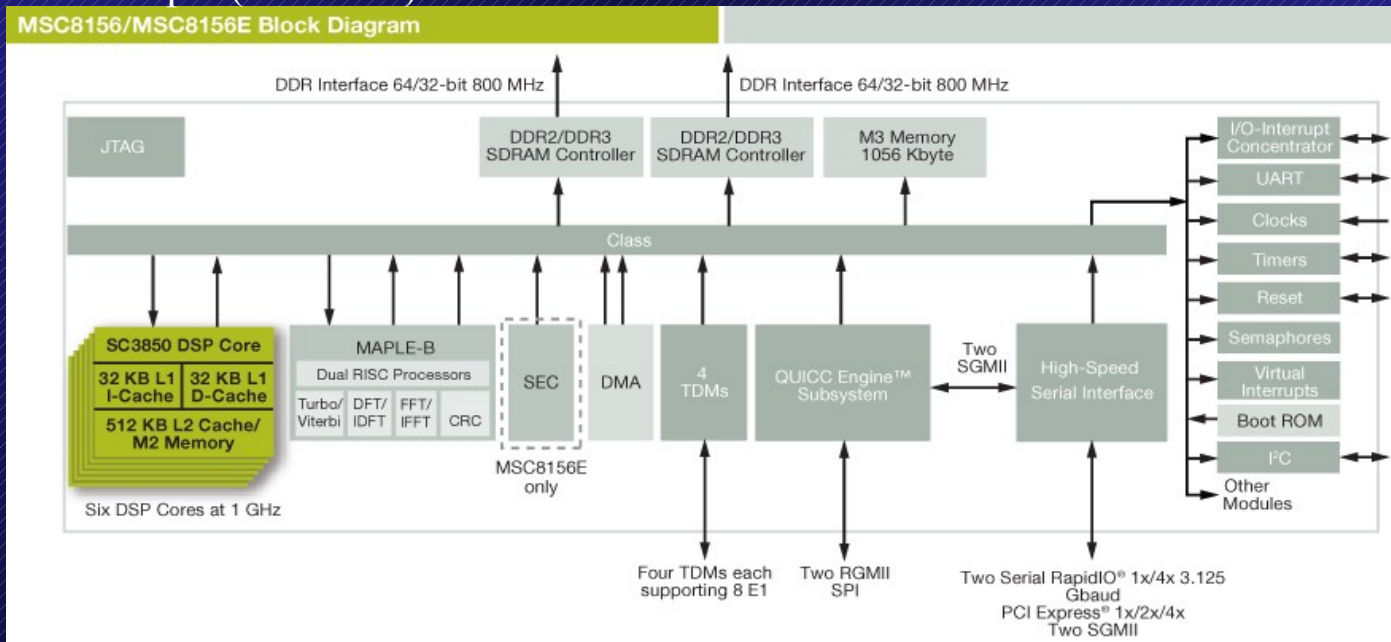 MSC8156/MSC8156E Block Diagram
DDR Interface 64/32-bit 800 MHz
DDR Interface 64/32-bit 800 MHz
JTAG
DDR2/DDR3
SDRAM Controller
DDR2/DDR3
SDRAM Controller
M3 Memory
1056 Kbyte
I/O-Interrupt
Concentrator
UART
Clocks
Timers
Reset
Semaphores
Virtual
Interrupts
Boot ROM
I²C
Other
Modules
Class
SC3850 DSP Core
32 KB L1
I-Cache
32 KB L1
D-Cache
512 KB L2 Cache/
M2 Memory
Six DSP Cores at 1 GHz
MAPLE-B
Dual RISC Processors
Turbo/
Viterbi
DFT/
IDFT
FFT/
IFFT
CRC
SEC
MSC8156E
only
DMA
4
TDMs
QUICC Engine™
Subsystem
Two
SGMII
High-Speed
Serial Interface
Four TDMs each
supporting 8 E1
Two RGMII
SPI
Two Serial RapidIO® 1x/4x 3.125
Gbaud
PCI Express® 1x/2x/4x
Two SGMII